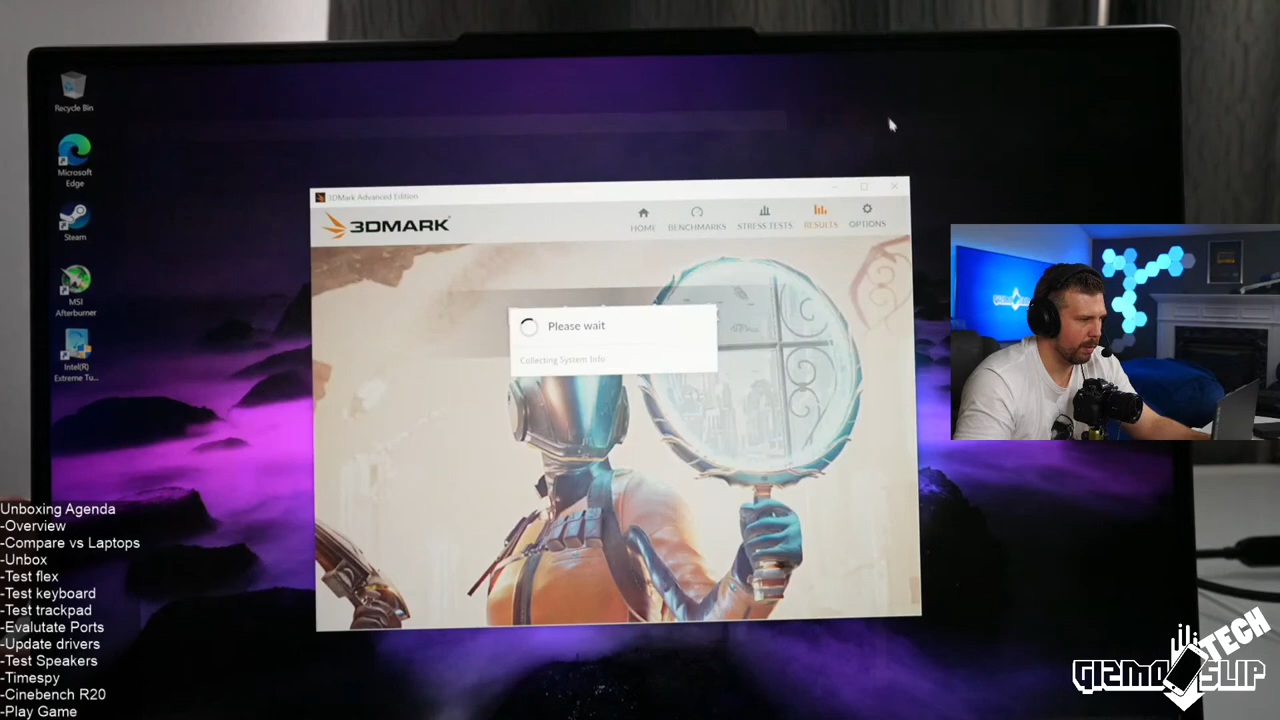 Recycle Bin
Microsoft
Edge
Steam
MSI
Afterburner
Intel(R)
Extreme Tu...
3DMark Advanced Edition
3DMARK
HOME
BENCHMARKS
STRESS TESTS
RESULTS
OPTIONS
Please wait
Collecting System Info
Unboxing Agenda
-Overview
-Compare vs Laptops
-Unbox
-Test flex
-Test keyboard
-Test trackpad
-Evalutate Ports
-Update drivers
-Test Speakers
-Timespy
-Cinebench R20
-Play Game
GIZMO SLIP
TECH